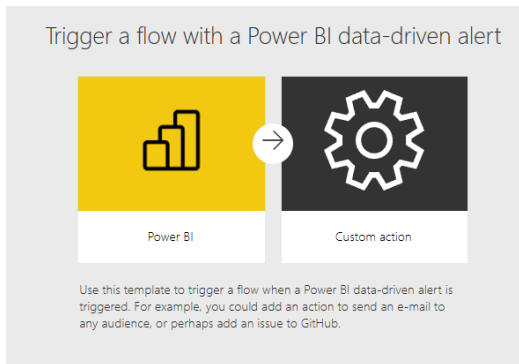 Trigger a flow with a Power BI data-driven alert
Power BI
Custom action
Use this template to trigger a flow when a Power BI data-driven alert is
triggered. For example, you could add an action to send an e-mail to
any audience, or perhaps add an issue to GitHub.